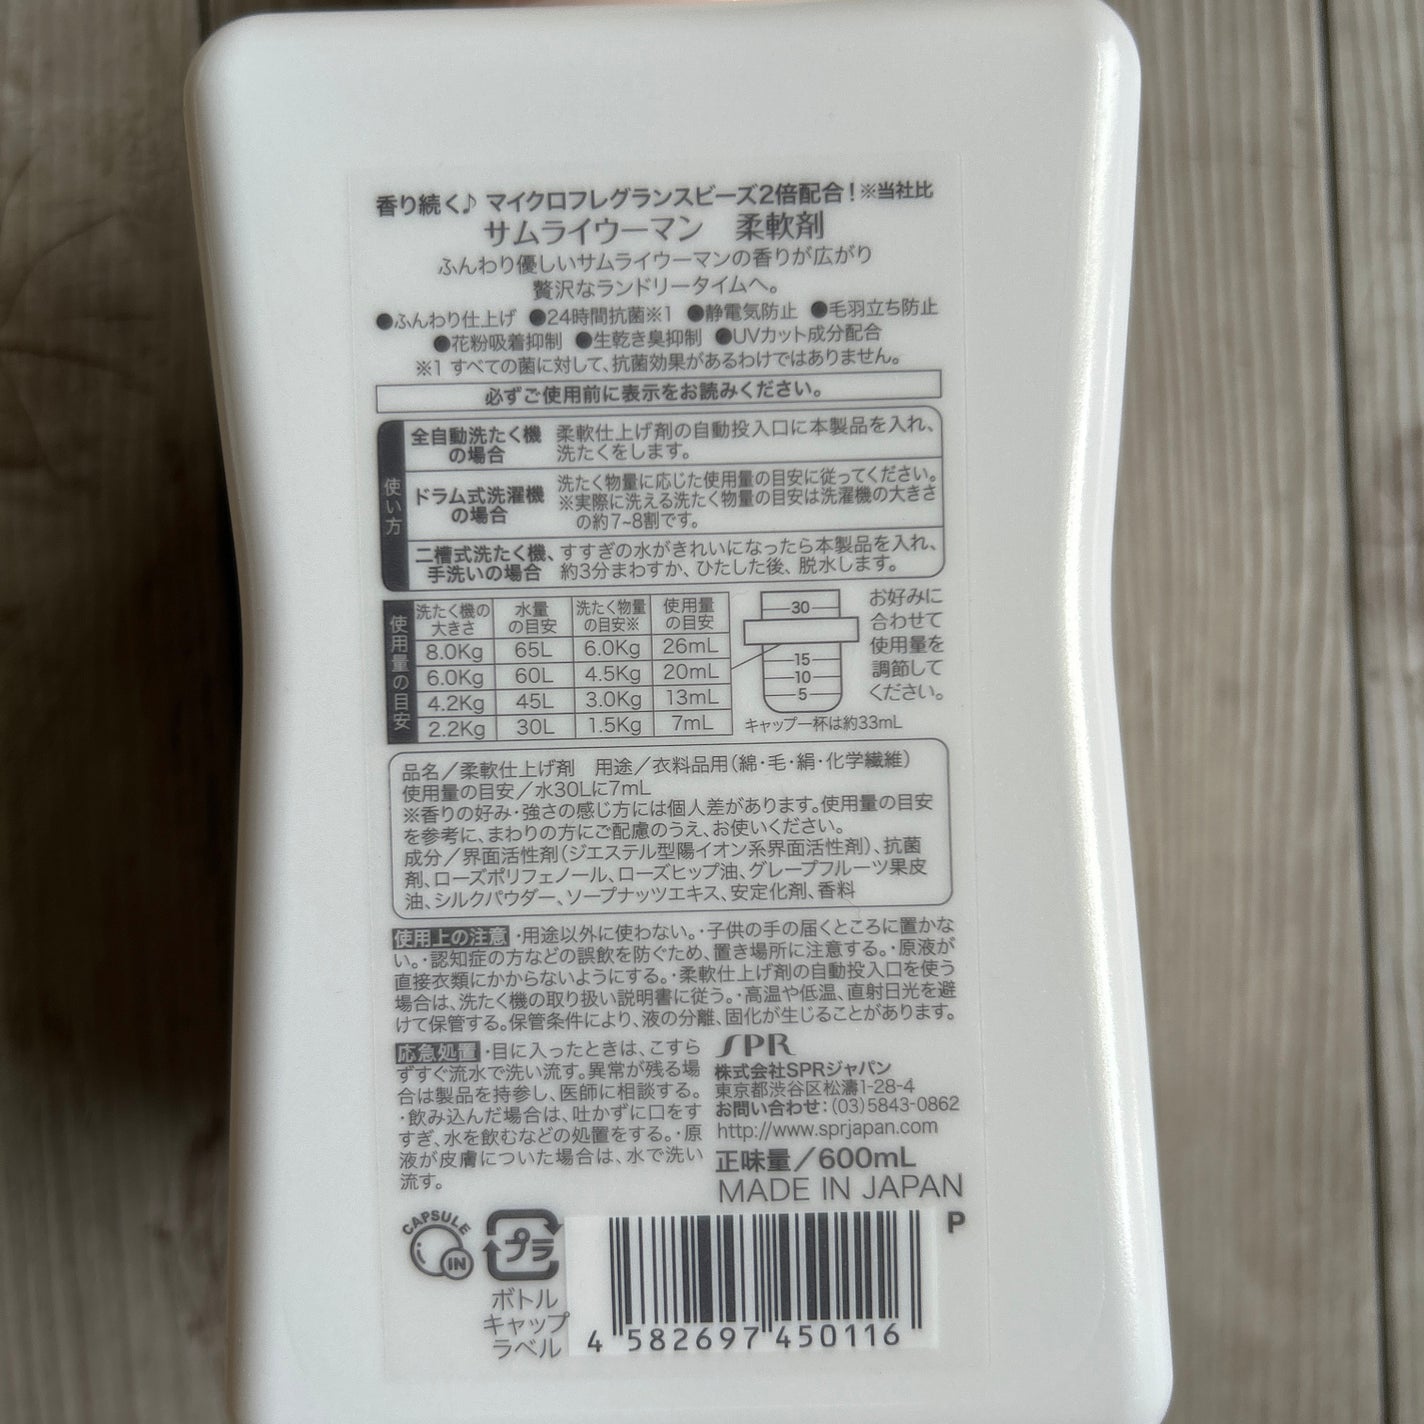 香り続く♪ マイクロフレグランスビーズ2倍配合！※当社比
サムライウーマン 柔軟剤
ふんわり優しいサムライウーマンの香りが広がり
贅沢なランドリータイムへ。
●ふんわり仕上げ ●24時間抗菌※1 ●静電気防止 ●毛羽立ち防止
●花粉吸着抑制 ●生乾き臭抑制 ●UVカット成分配合
※1 すべての菌に対して、抗菌効果があるわけではありません。
必ずご使用前に表示をお読みください。
使い方
全自動洗たく機の場合 柔軟仕上げ剤の自動投入口に本製品を入れ、
洗たくをします。
ドラム式洗濯機の場合 洗たく物量に応じた使用量の目安に従ってください。
※実際に洗える洗たく物量の目安は洗濯機の大きさ
の約7~8割です。
二槽式洗たく機、手洗いの場合 すすぎの水がきれいになったら本製品を入れ、
約3分まわすか、ひたした後、脱水します。
使用量の目安
洗たく機の大きさ 水量の目安 洗たく物量の目安※ 使用量の目安
8.0Kg 65L 6.0Kg 26mL
6.0Kg 60L 4.5Kg 20mL
4.2Kg 45L 3.0Kg 13mL
2.2Kg 30L 1.5Kg 7mL
30
15
10
5
キャップ一杯は約33mL
お好みに
合わせて
使用量を
調節して
ください。
品名／柔軟仕上げ剤 用途／衣料品用(綿・毛・絹・化学繊維)
使用量の目安／水30Lに7mL
※香りの好み・強さの感じ方には個人差があります。使用量の目安
を参考に、まわりの方にご配慮のうえ、お使いください。
成分／界面活性剤(ジエステル型陽イオン系界面活性剤)、抗菌
剤、ローズポリフェノール、ローズヒップ油、グレープフルーツ果皮
油、シルクパウダー、ソープナッツエキス、安定化剤、香料
使用上の注意 ・用途以外に使わない。・子供の手の届くところに置かな
い。・認知症の方などの誤飲を防ぐため、置き場所に注意する。・原液が
直接衣類にかからないようにする。・柔軟仕上げ剤の自動投入口を使う
場合は、洗たく機の取り扱い説明書に従う。・高温や低温、直射日光を避
けて保管する。保管条件により、液の分離、固化が生じることがあります。
応急処置 ・目に入ったときは、こすら
ずすぐ流水で洗い流す。異常が残る場
合は製品を持参し、医師に相談する。
・飲み込んだ場合は、吐かずに口をす
すぎ、水を飲むなどの処置をする。・原
液が皮膚についた場合は、水で洗い
流す。
SPR
株式会社SPRジャパン
東京都渋谷区松濤1-28-4
お問い合わせ：(03)5843-0862
http://www.sprjapan.com
正味量／600mL
MADE IN JAPAN
CAPSULE
IN
プラ
ボトル
キャップ
ラベル
P
4 582697 450116